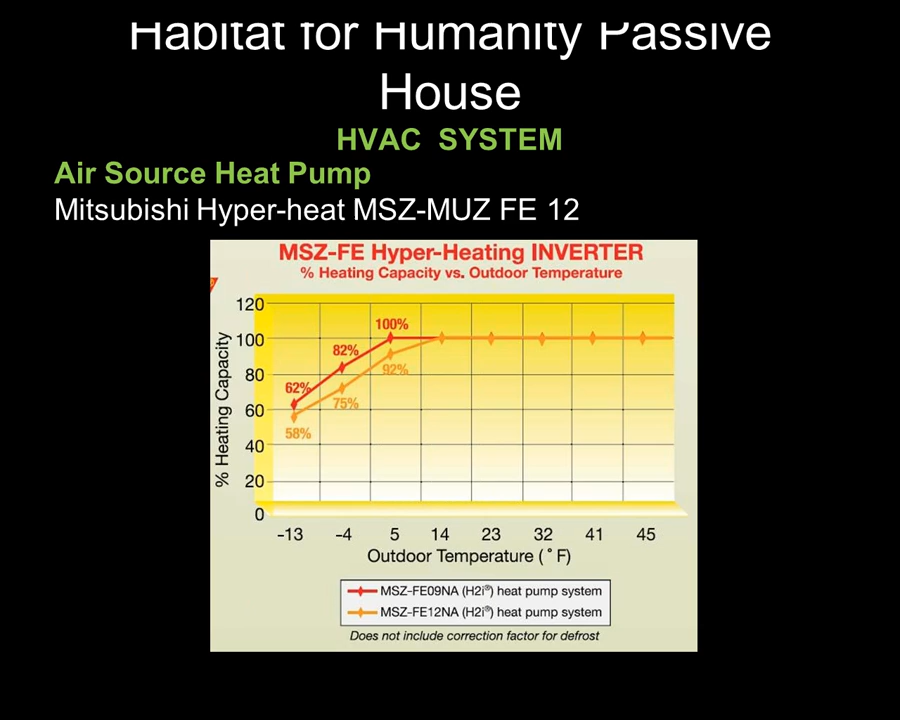 Habitat for Humanity Passive
House
HVAC SYSTEM
Air Source Heat Pump
Mitsubishi Hyper-heat MSZ-MUZ FE 12
MSZ-FE Hyper-Heating INVERTER
% Heating Capacity vs. Outdoor Temperature
120
100
80
60
40
20
0
% Heating Capacity
100%
82%
92%
62%
75%
58%
-13 -4 5 14 23 32 41 45
Outdoor Temperature (°F)
MSZ-FE09NA (H2i®) heat pump system
MSZ-FE12NA (H2i®) heat pump system
Does not include correction factor for defrost